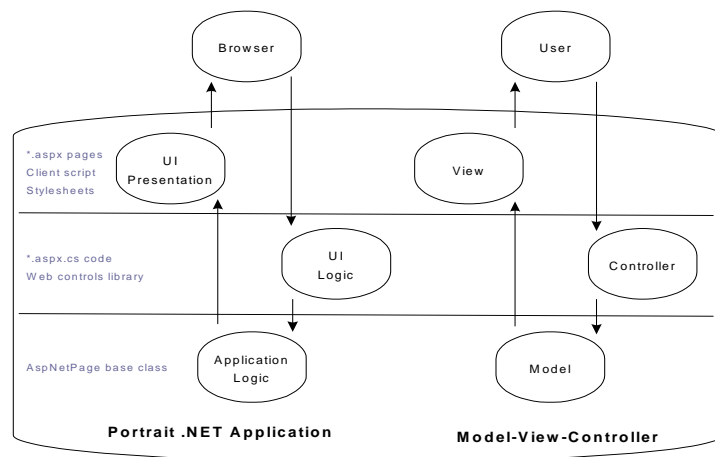 Browser
User
*.aspx pages
Client script
Stylesheets
UI
Presentation
View
*.aspx.cs code
Web controls library
UI
Logic
Controller
AspNetPage base class
Application
Logic
Model
Portrait .NET Application
Model-View-Controller